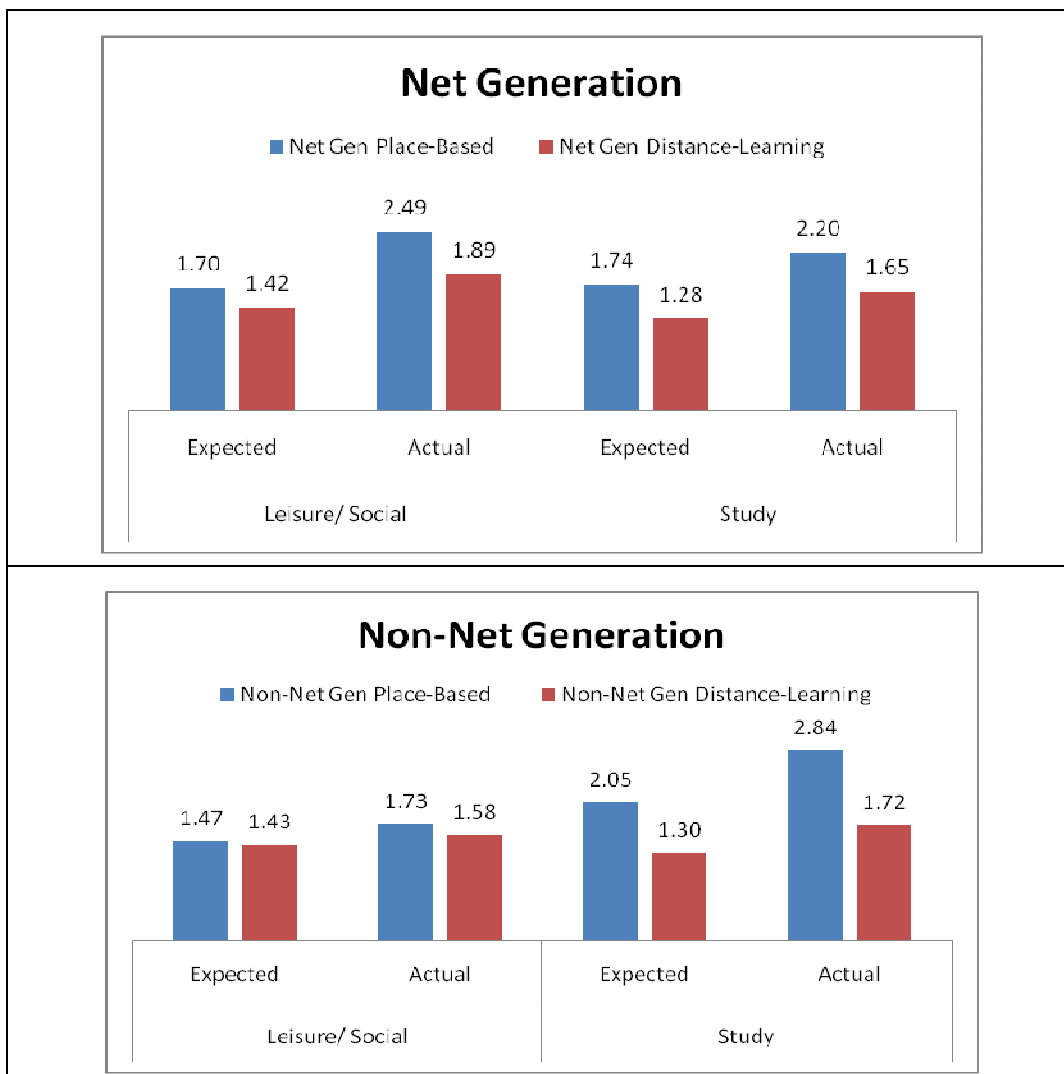 Net Generation
Net Gen Place-Based Net Gen Distance-Learning
2.49
2.20
1.89
1.70 1.74
1.65
1.42
1.28
Expected Actual Expected Actual
Leisure/ Social Study
Non-Net Generation
Non-Net Gen Place-Based Non-Net Gen Distance-Learning
2.84
2.05
1.73 1.72
1.47 1.43 1.58
1.30
Expected Actual Expected Actual
Leisure/ Social Study